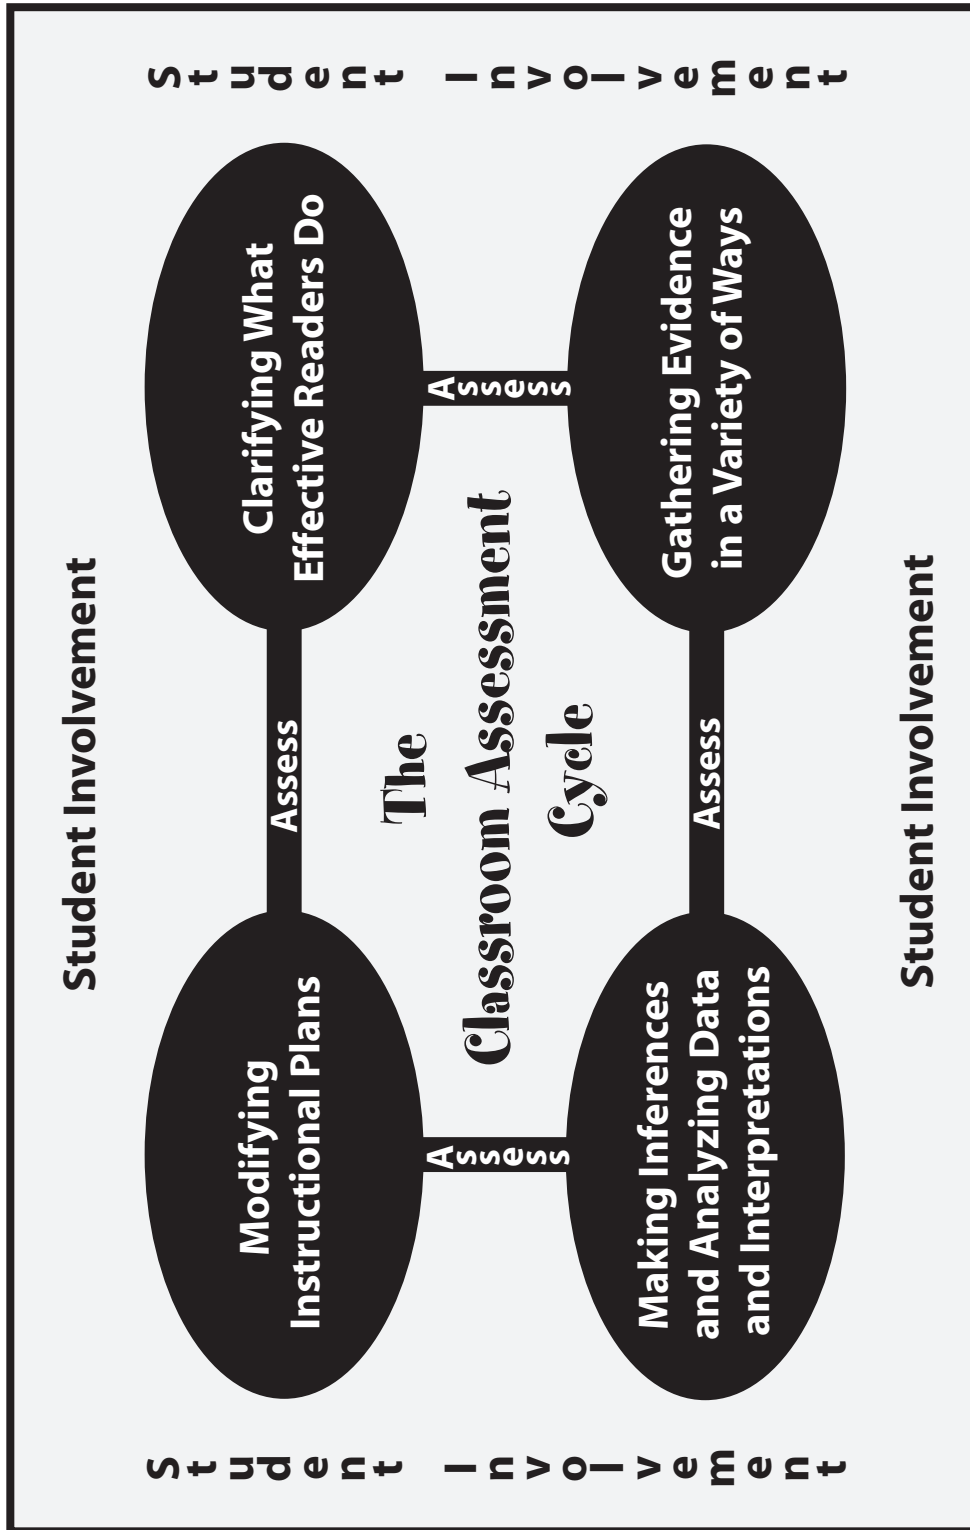 Student Involvement
Student Involvement
Modifying
Instructional Plans
Assess
Clarifying What
Effective Readers Do
Student Involvement
Assess
The
Classroom Assessment
Cycle
Assess
Making Inferences
and Analyzing Data
and Interpretations
Assess
Gathering Evidence
in a Variety of Ways
Student Involvement